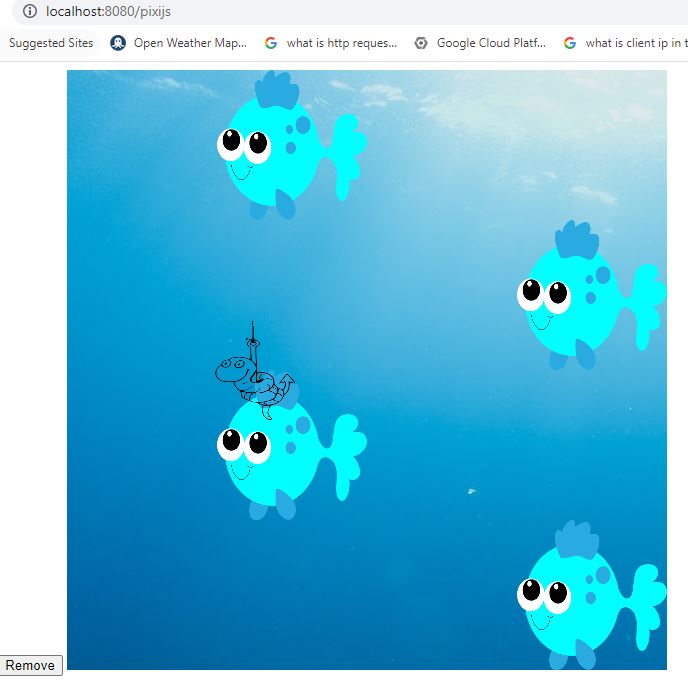 localhost:8080/pixijs
Suggested Sites Open Weather Map... what is http reques... Google Cloud Platf... what is client ip in t
Remove